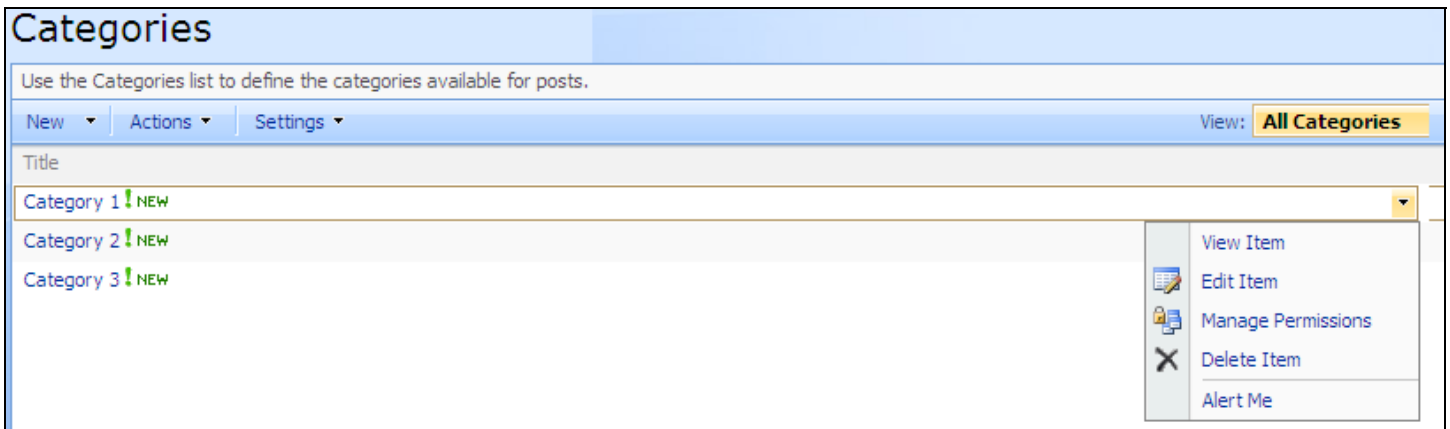 Categories
Use the Categories list to define the categories available for posts.
New Actions Settings View: All Categories
Title
Category 1 ! NEW
Category 2 ! NEW
Category 3 ! NEW
View Item
Edit Item
Manage Permissions
Delete Item
Alert Me